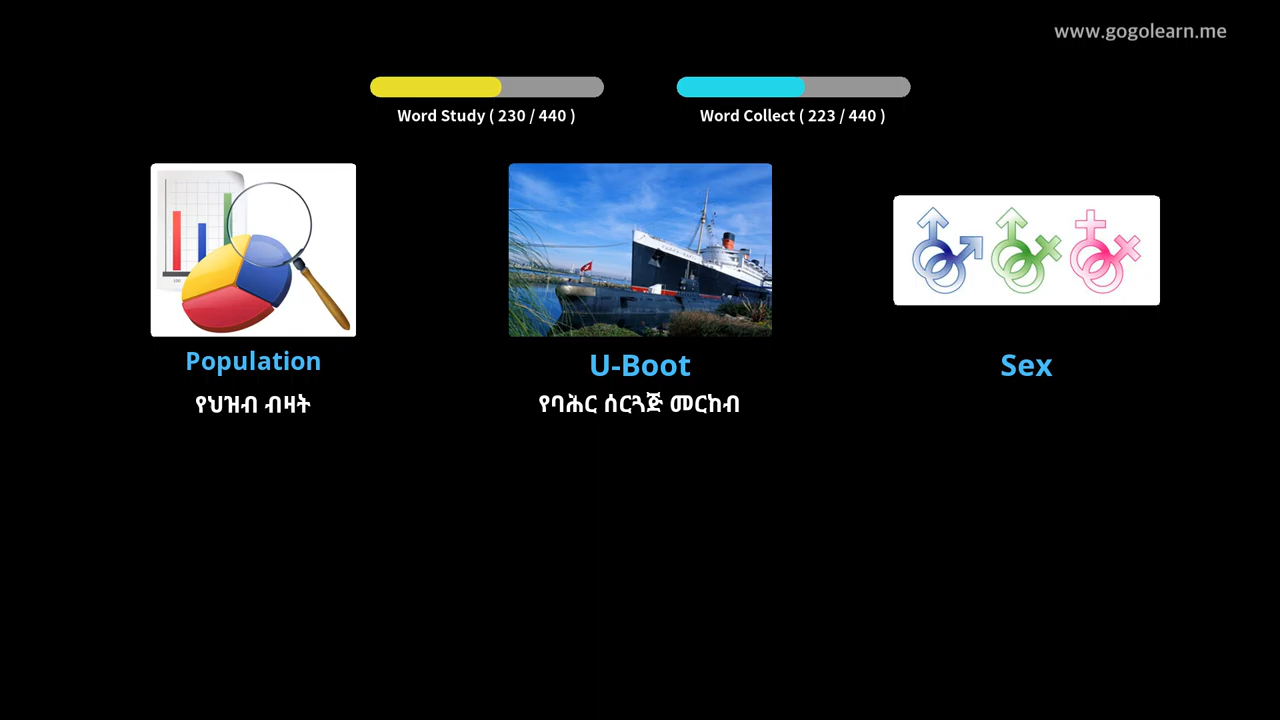 www.gogolearn.me
Word Study ( 230 / 440 )
Word Collect ( 223 / 440 )
Population
U-Boot
Sex
የህዝብ ብዛት
የባሕር ሰርጓጅ መርከብ